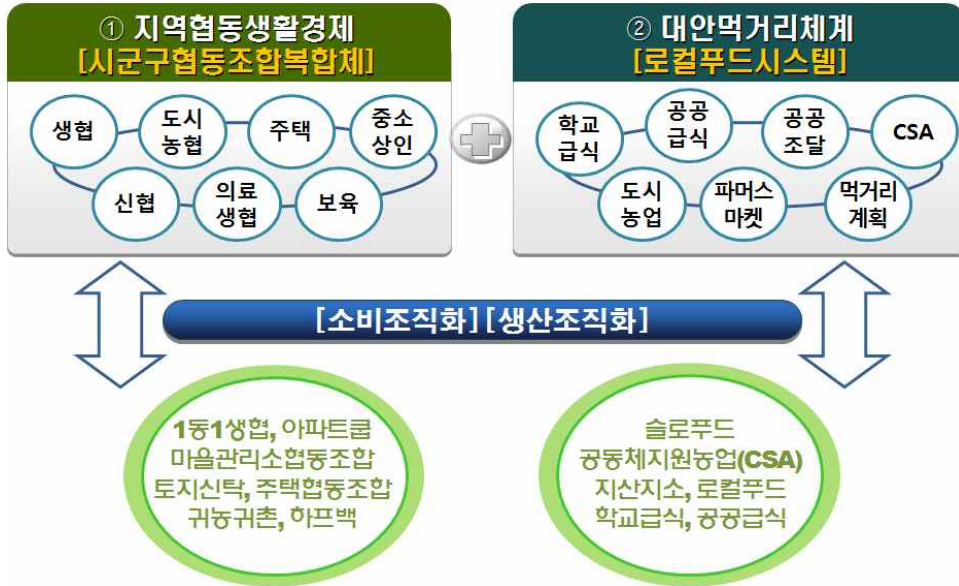 ① 지역협동생활경제
[시군구협동조합복합체]
생협
도시
농협
주택
중소
상인
신협
의료
생협
보육
② 대안먹거리체계
[로컬푸드시스템]
학교
급식
공공
급식
공공
조달
CSA
도시
농업
파머스
마켓
먹거리
계획
[소비조직화] [생산조직화]
1동1생협, 아파트쿱
마을관리소협동조합
토지신탁, 주택협동조합
귀농귀촌, 하프백
슬로푸드
공동체지원농업(CSA)
지산지소, 로컬푸드
학교급식, 공공급식